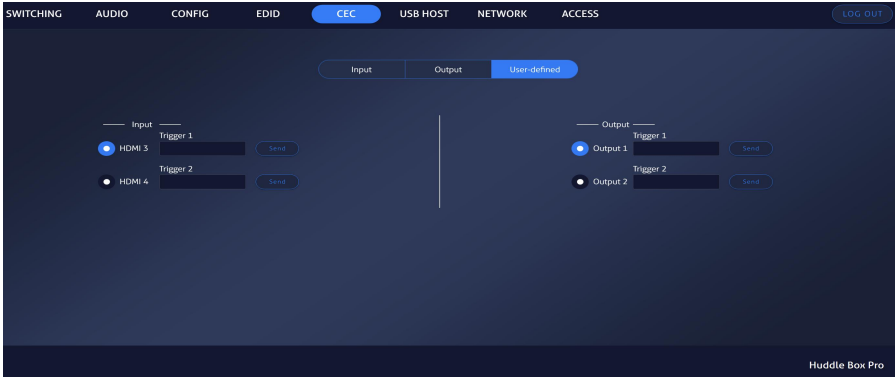 SWITCHING AUDIO CONFIG EDID CEC USB HOST NETWORK ACCESS LOG OUT
Input Output User-defined
Input
Trigger 1
HDMI 3 Send
Trigger 2
HDMI 4 Send
Output
Trigger 1
Output 1 Send
Trigger 2
Output 2 Send
Huddle Box Pro